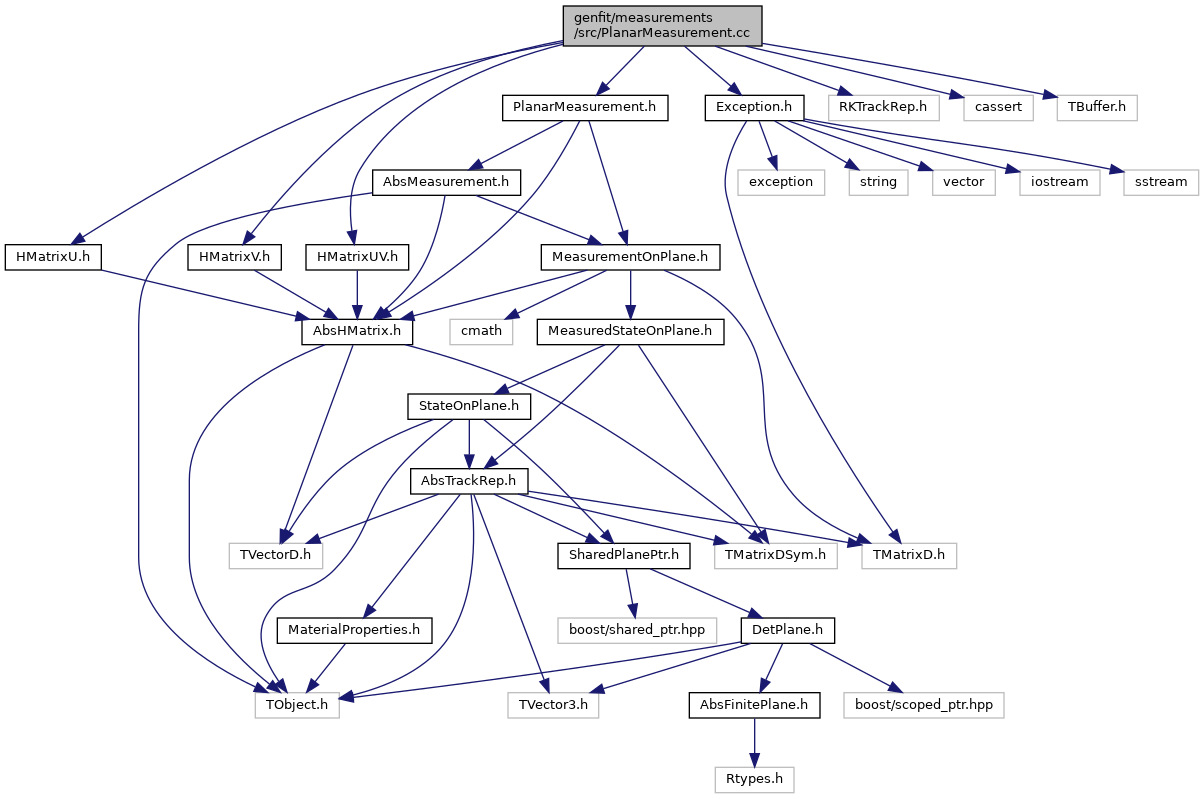 genfit/measurements
/src/PlanarMeasurement.cc
PlanarMeasurement.h
Exception.h
RKTrackRep.h
cassert
TBuffer.h
AbsMeasurement.h
exception
string
vector
iostream
sstream
HMatrixU.h
HMatrixV.h
HMatrixUV.h
MeasurementOnPlane.h
AbsHMatrix.h
cmath
MeasuredStateOnPlane.h
StateOnPlane.h
AbsTrackRep.h
TVectorD.h
SharedPlanePtr.h
TMatrixDSym.h
TMatrixD.h
MaterialProperties.h
boost/shared_ptr.hpp
DetPlane.h
TObject.h
TVector3.h
AbsFinitePlane.h
boost/scoped_ptr.hpp
Rtypes.h